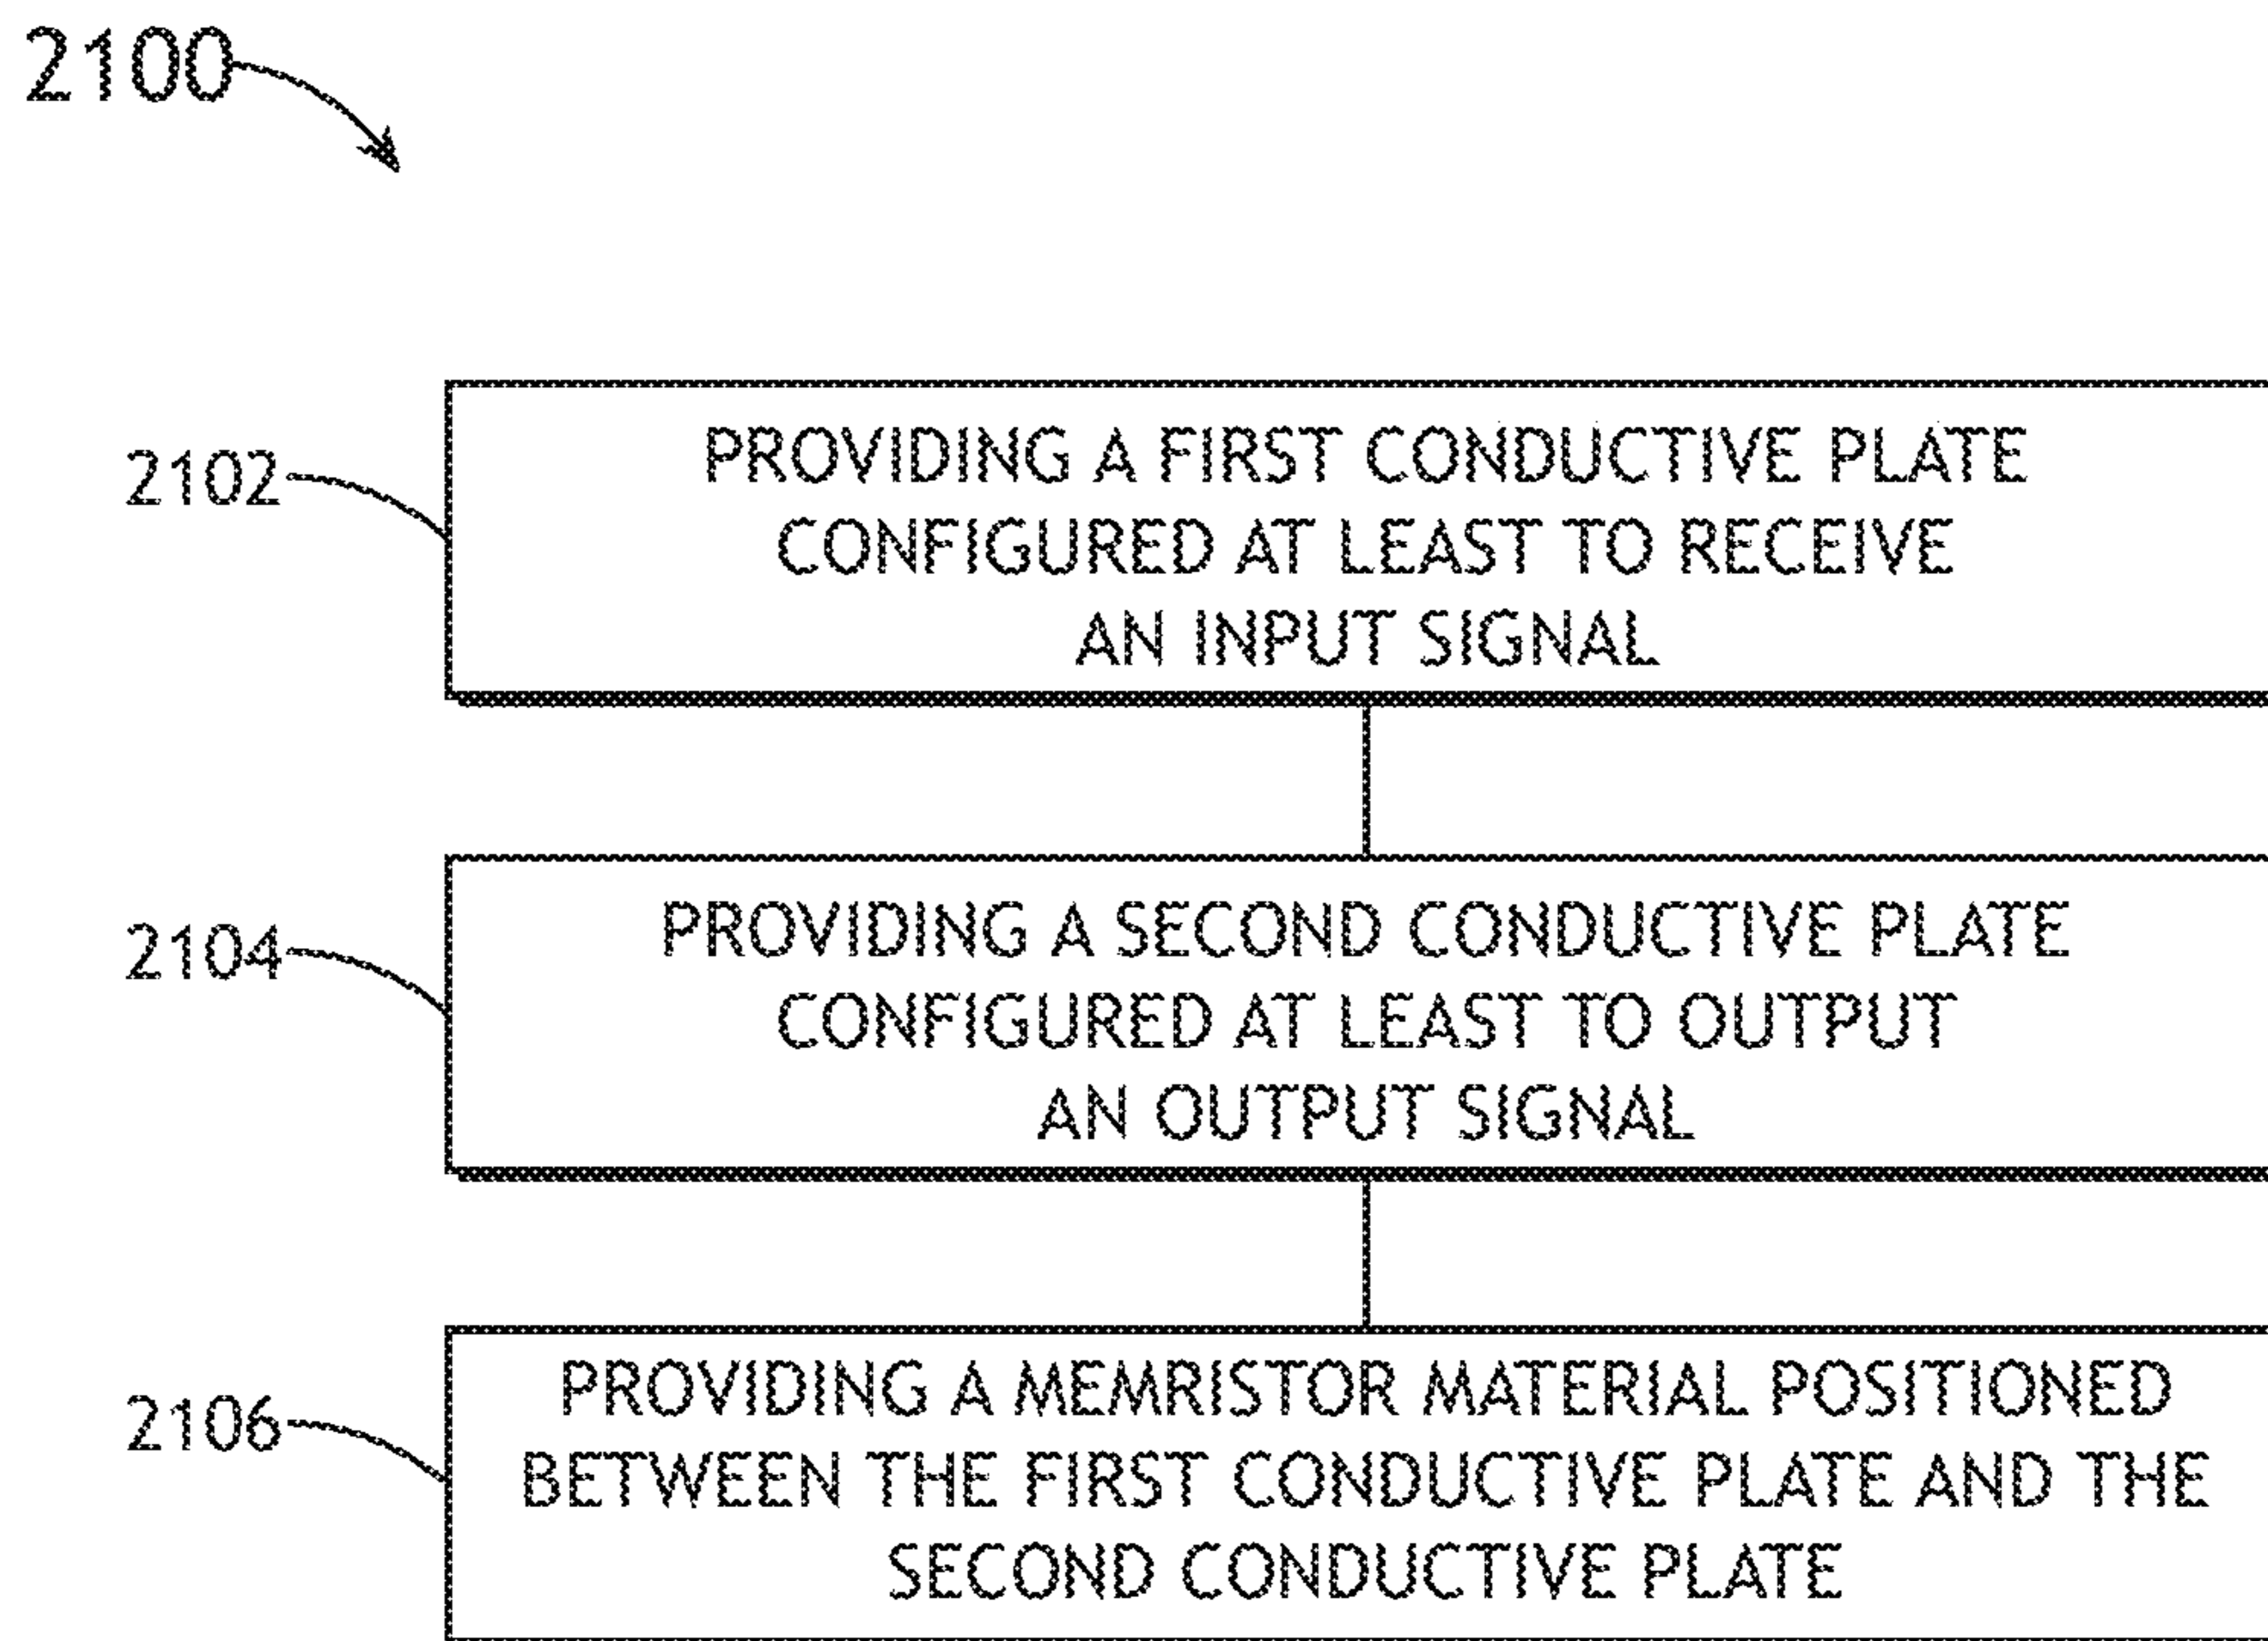 2100
2102
PROVIDING A FIRST CONDUCTIVE PLATE
CONFIGURED AT LEAST TO RECEIVE
AN INPUT SIGNAL
2104
PROVIDING A SECOND CONDUCTIVE PLATE
CONFIGURED AT LEAST TO OUTPUT
AN OUTPUT SIGNAL
2106
PROVIDING A MEMRISTOR MATERIAL POSITIONED
BETWEEN THE FIRST CONDUCTIVE PLATE AND THE
SECOND CONDUCTIVE PLATE